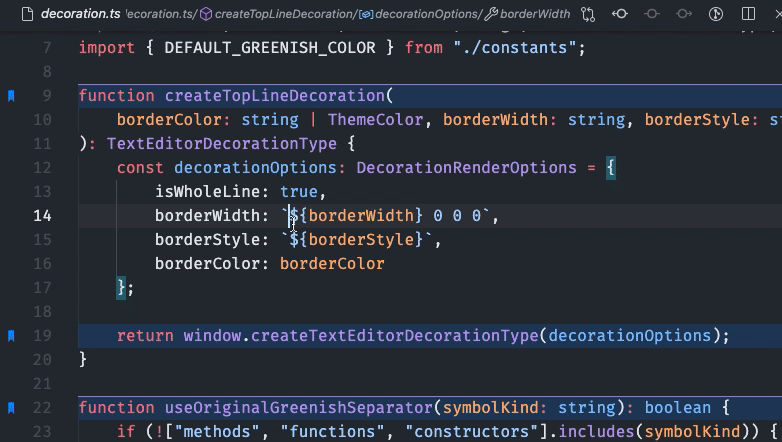 decoration.ts 'ecoration.ts/createTopLineDecoration/decorationOptions/borderWidth
7 import { DEFAULT_GREENISH_COLOR } from "./constants";
8
9 function createTopLineDecoration(
10 borderColor: string | ThemeColor, borderWidth: string, borderStyle: st
11 ): TextEditorDecorationType {
12 const decorationOptions: DecorationRenderOptions = {
13 isWholeLine: true,
14 borderWidth: `${borderWidth} 0 0 0`,
15 borderStyle: `${borderStyle}`,
16 borderColor: borderColor
17 };
18
19 return window.createTextEditorDecorationType(decorationOptions);
20 }
21
22 function useOriginalGreenishSeparator(symbolKind: string): boolean {
23 if (!["methods", "functions", "constructors"].includes(symbolKind)) {